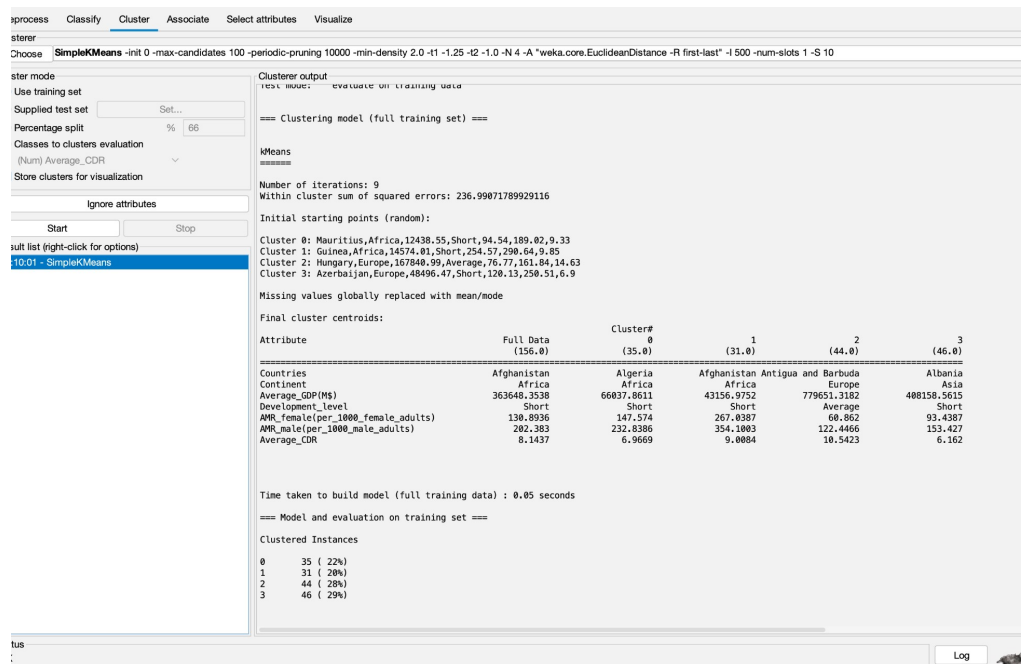 eprocess Classify Cluster Associate Select attributes Visualize
sterer
Choose SimpleKMeans -init 0 -max-candidates 100 -periodic-pruning 10000 -min-density 2.0 -t1 -1.25 -t2 -1.0 -N 4 -A "weka.core.EuclideanDistance -R first-last" -I 500 -num-slots 1 -S 10
ster mode
Use training set
Supplied test set Set...
Percentage split % 66
Classes to clusters evaluation
(Num) Average_CDR
Store clusters for visualization
Ignore attributes
Start Stop
sult list (right-click for options)
:10:01 - SimpleKMeans
Clusterer output
Test mode: evaluate on training data
=== Clustering model (full training set) ===
kMeans
======
Number of iterations: 9
Within cluster sum of squared errors: 236.99071789929116
Initial starting points (random):
Cluster 0: Mauritius,Africa,12438.55,Short,94.54,189.02,9.33
Cluster 1: Guinea,Africa,14574.01,Short,254.57,290.64,9.85
Cluster 2: Hungary,Europe,167840.99,Average,76.77,161.84,14.63
Cluster 3: Azerbaijan,Europe,48496.47,Short,120.13,250.51,6.9
Missing values globally replaced with mean/mode
Final cluster centroids:
Cluster#
Attribute Full Data 0 1 2 3
(156.0) (35.0) (31.0) (44.0) (46.0)
Countries Afghanistan Algeria Afghanistan Antigua and Barbuda Albania
Continent Africa Africa Africa Europe Asia
Average_GDP(M$) 363648.3538 66037.8611 43156.9752 779651.3182 408158.5615
Development_level Short Short Short Average Short
AMR_female(per_1000_female_adults) 130.8936 147.574 267.0387 60.862 93.4387
AMR_male(per_1000_male_adults) 202.383 232.8386 354.1003 122.4466 153.427
Average_CDR 8.1437 6.9669 9.0084 10.5423 6.162
Time taken to build model (full training data) : 0.05 seconds
=== Model and evaluation on training set ===
Clustered Instances
0 35 ( 22%)
1 31 ( 20%)
2 44 ( 28%)
3 46 ( 29%)
tus
Log